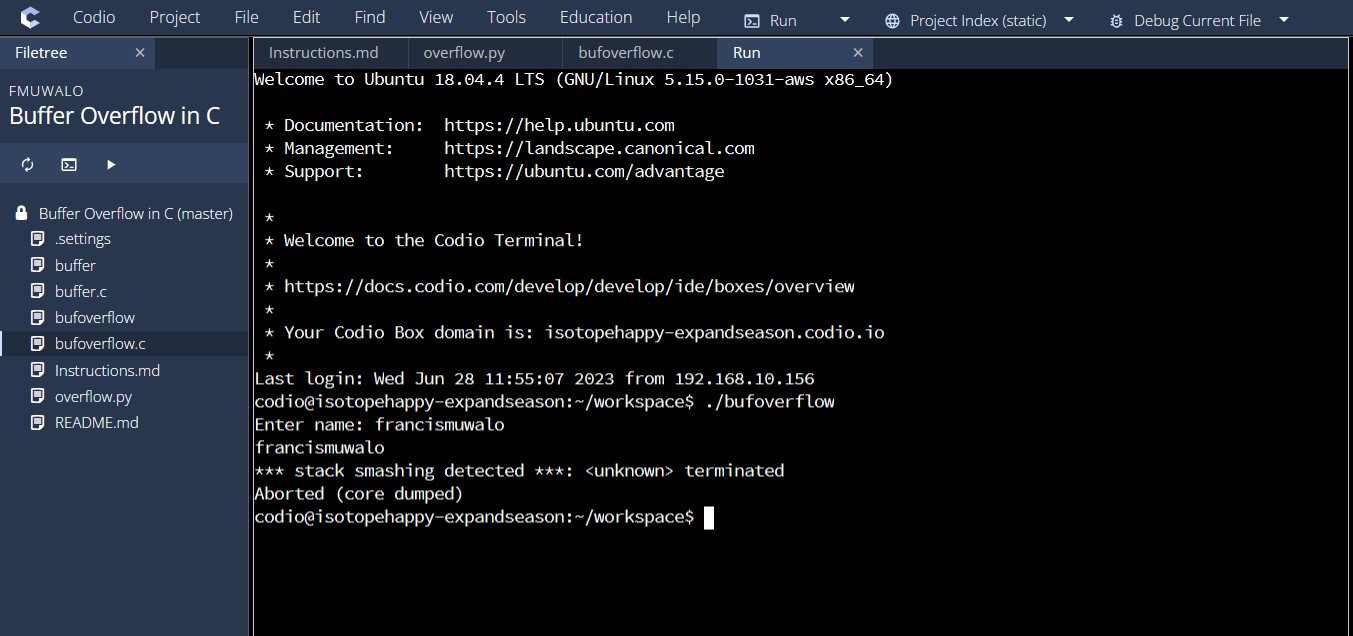 Codio Project File Edit Find View Tools Education Help Run Project Index (static) Debug Current File
Filetree
Instructions.md overflow.py bufoverflow.c Run
FMUWALO
Buffer Overflow in C
Buffer Overflow in C (master)
.settings
buffer
buffer.c
bufoverflow
bufoverflow.c
Instructions.md
overflow.py
README.md
Welcome to Ubuntu 18.04.4 LTS (GNU/Linux 5.15.0-1031-aws x86_64)
* Documentation:  https://help.ubuntu.com
* Management:     https://landscape.canonical.com
* Support:        https://ubuntu.com/advantage
*
* Welcome to the Codio Terminal!
*
* https://docs.codio.com/develop/develop/ide/boxes/overview
*
* Your Codio Box domain is: isotopehappy-expandseason.codio.io
*
Last login: Wed Jun 28 11:55:07 2023 from 192.168.10.156
codio@isotopehappy-expandseason:~/workspace$ ./bufoverflow
Enter name: francismuwalo
francismuwalo
*** stack smashing detected ***: <unknown> terminated
Aborted (core dumped)
codio@isotopehappy-expandseason:~/workspace$